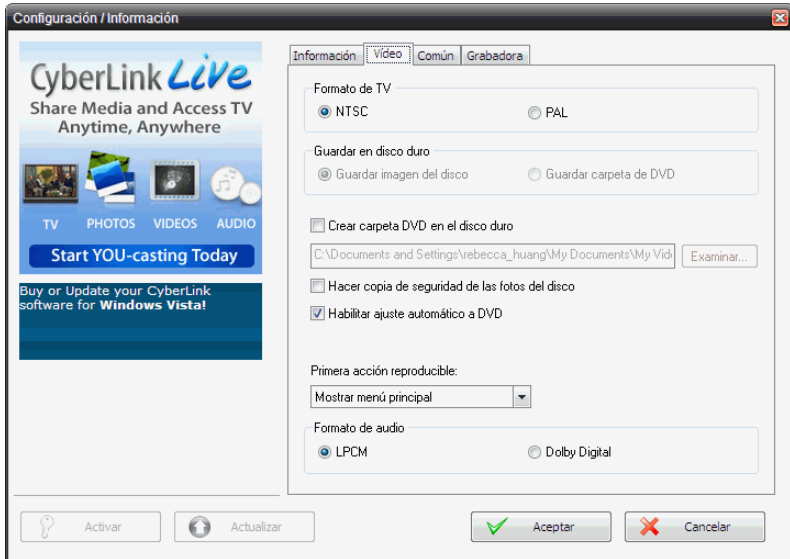 Configuración / Información
CyberLink Live
Share Media and Access TV
Anytime, Anywhere
TV PHOTOS VIDEOS AUDIO
Start YOU-casting Today
Buy or Update your CyberLink
software for Windows Vista!
Información Vídeo Común Grabadora
Formato de TV
NTSC PAL
Guardar en disco duro
Guardar imagen del disco Guardar carpeta de DVD
Crear carpeta DVD en el disco duro
C:\Documents and Settings\rebecca_huang\My Documents\My Vid Examinar...
Hacer copia de seguridad de las fotos del disco
Habilitar ajuste automático a DVD
Primera acción reproducible:
Mostrar menú principal
Formato de audio
LPCM Dolby Digital
Activar Actualizar Aceptar Cancelar